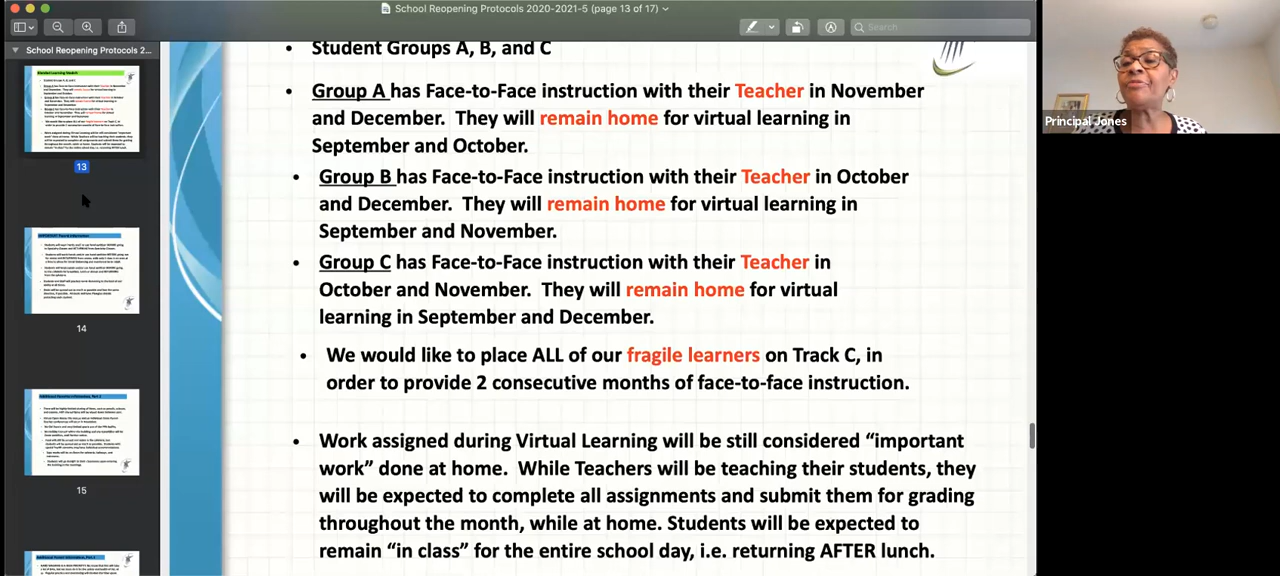 School Reopening Protocols 2020-2021-5 (page 13 of 17)
Search
School Reopening Protocols 2...
13
14
15
Student Groups A, B, and C
Group A has Face-to-Face instruction with their Teacher in November
and December. They will remain home for virtual learning in
September and October.
Group B has Face-to-Face instruction with their Teacher in October
and December. They will remain home for virtual learning in
September and November.
Group C has Face-to-Face instruction with their Teacher in
October and November. They will remain home for virtual
learning in September and December.
We would like to place ALL of our fragile learners on Track C, in
order to provide 2 consecutive months of face-to-face instruction.
Work assigned during Virtual Learning will be still considered “important
work” done at home. While Teachers will be teaching their students, they
will be expected to complete all assignments and submit them for grading
throughout the month, while at home. Students will be expected to
remain “in class” for the entire school day, i.e. returning AFTER lunch.
Principal Jones